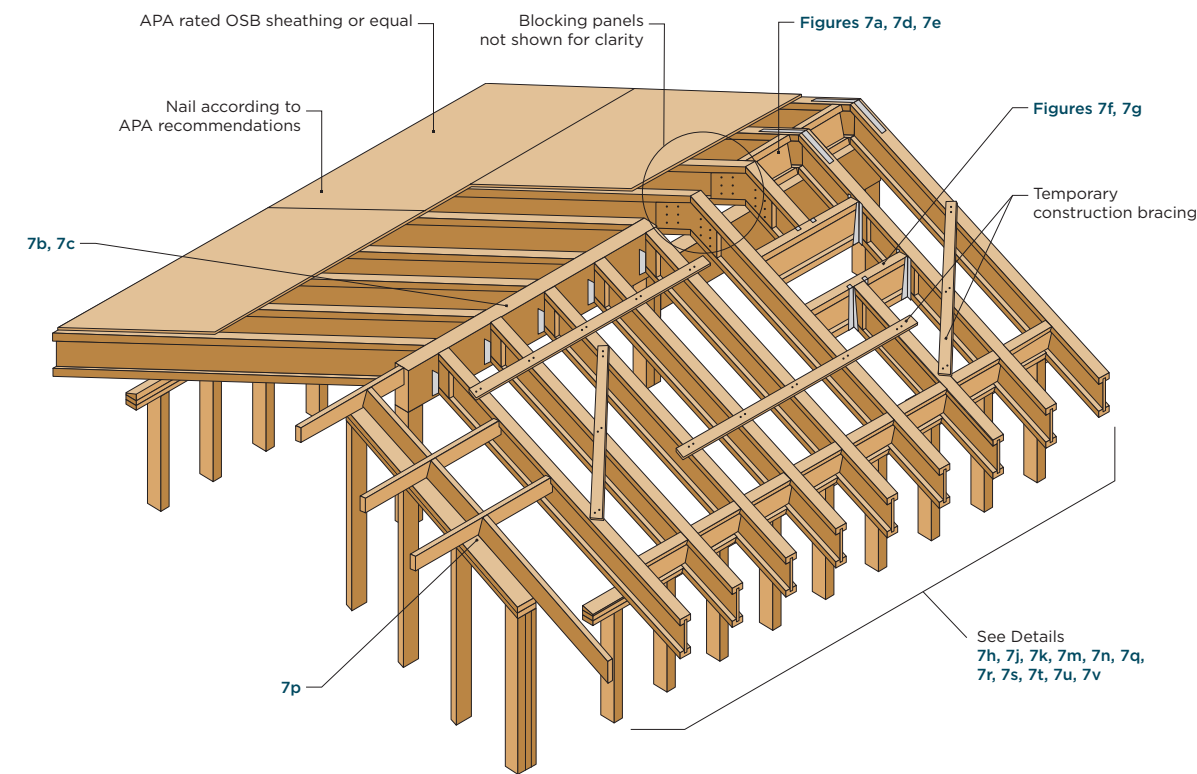 APA rated OSB sheathing or equal
Blocking panels
not shown for clarity
Figures 7a, 7d, 7e
Nail according to
APA recommendations
Figures 7f, 7g
Temporary
construction bracing
7b, 7c
See Details
7h, 7j, 7k, 7m, 7n, 7q,
7r, 7s, 7t, 7u, 7v
7p